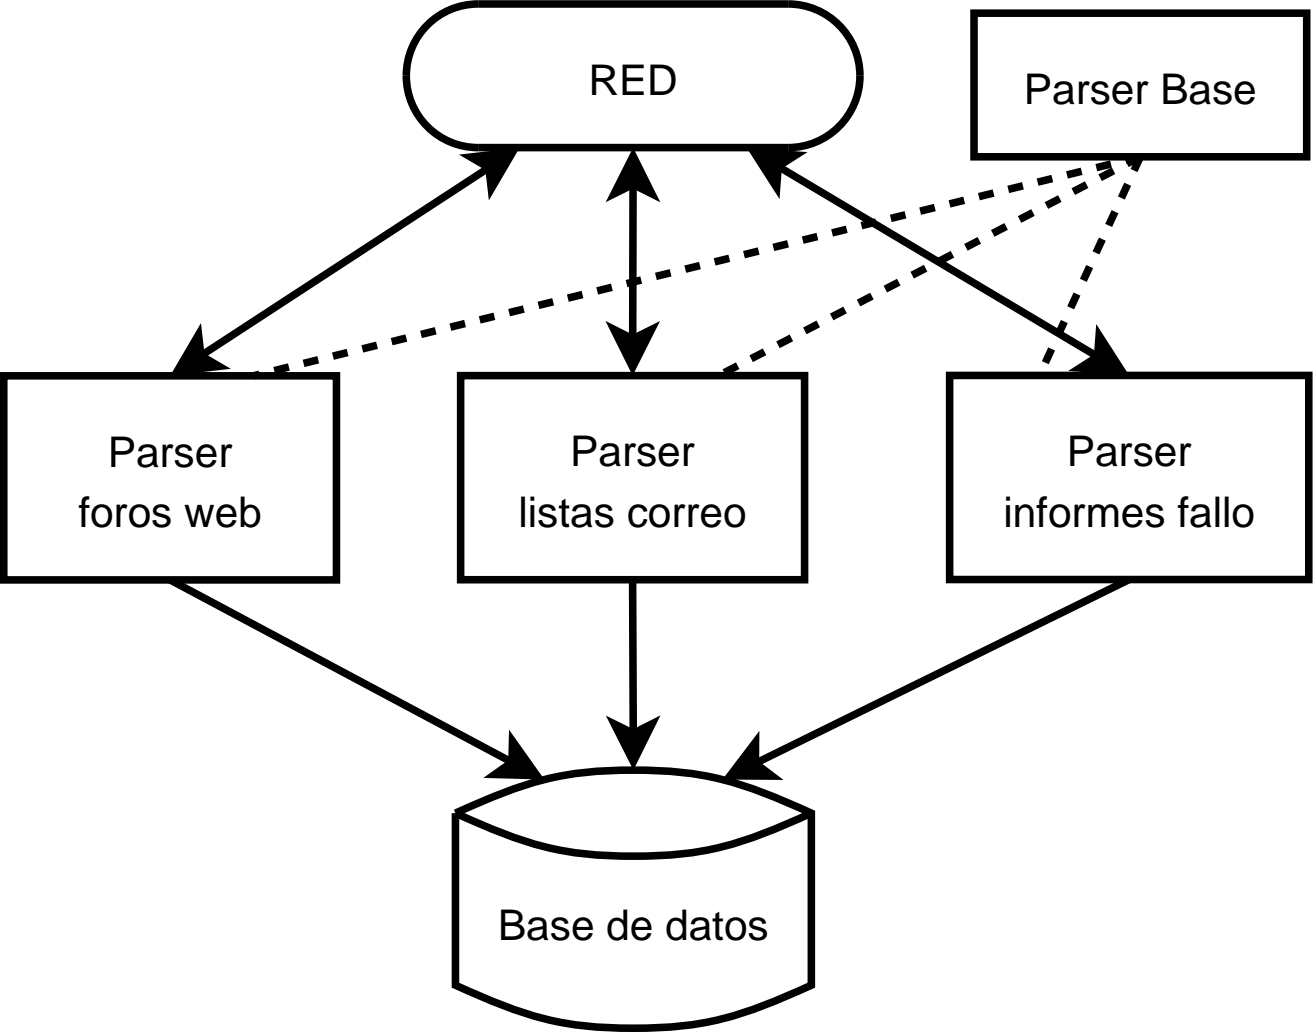 RED
Parser Base
Parser
foros web
Parser
listas correo
Parser
informes fallo
Base de datos